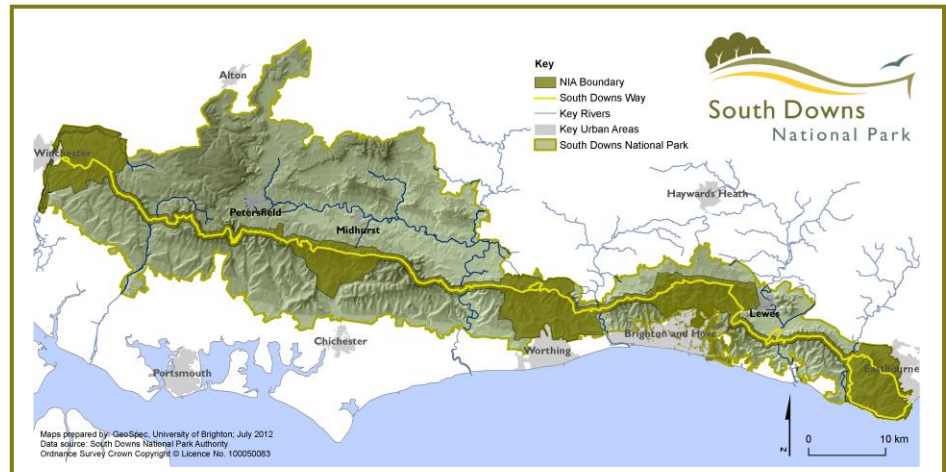 Alton
Key
NIA Boundary
South Downs Way
Key Rivers
Key Urban Areas
South Downs National Park
South Downs
National Park
Winchester
Haywards Heath
Petersfield
Midhurst
Lewes
Brighton and Hove
Chichester
Worthing
Eastbourne
Portsmouth
Maps prepared by: GeoSpec, University of Brighton; July 2012
Data source: South Downs National Park Authority
Ordnance Survey Crown Copyright © Licence No. 100050083
N
0 10 km